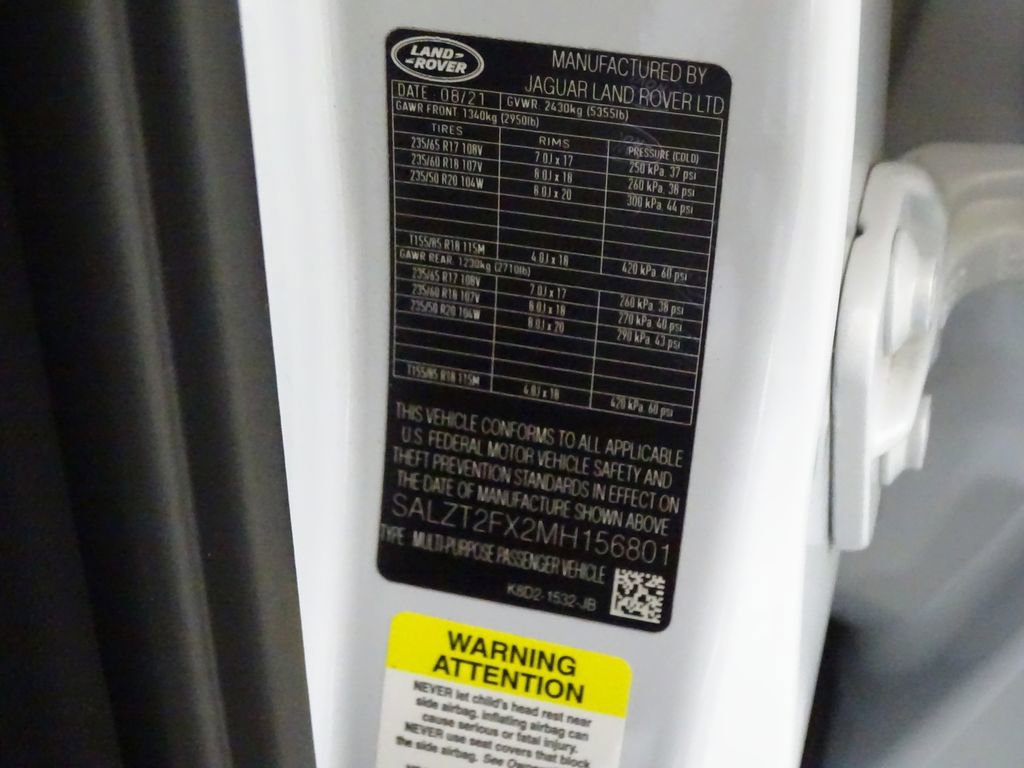 LAND-
-ROVER
MANUFACTURED BY
JAGUAR LAND ROVER LTD
DATE 08/21 GVWR. 2430kg (5355lb)
GAWR FRONT. 1340kg (2950lb)
TIRES RIMS PRESSURE (COLD)
235/65 R17 108V 7.0J x 17 250 kPa, 37 psi
235/60 R18 107V 8.0J x 18 260 kPa, 38 psi
235/50 R20 104W 8.0J x 20 300 kPa, 44 psi
T155/85 R18 115M 4.0J x 18 420 kPa, 60 psi
GAWR REAR. 1230kg (2710lb)
235/65 R17 108V 7.0J x 17 260 kPa, 38 psi
235/60 R18 107V 8.0J x 18 270 kPa, 40 psi
235/50 R20 104W 8.0J x 20 290 kPa, 43 psi
T155/85 R18 115M 4.0J x 18 420 kPa, 60 psi
THIS VEHICLE CONFORMS TO ALL APPLICABLE
U.S. FEDERAL MOTOR VEHICLE SAFETY AND
THEFT PREVENTION STANDARDS IN EFFECT ON
THE DATE OF MANUFACTURE SHOWN ABOVE
SALZT2FX2MH156801
TYPE MULTI-PURPOSE PASSENGER VEHICLE
K8D2-1532-JB
WARNING
ATTENTION
NEVER let child's head rest near
side airbag, inflating airbag can
cause serious or fatal injury.
NEVER use seat covers that block
the side airbag. See